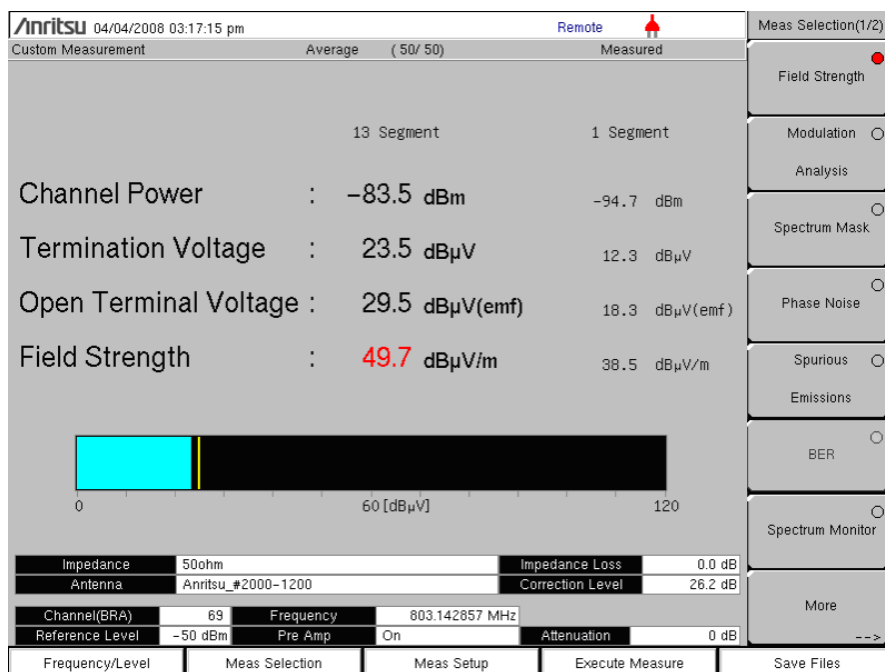 Anritsu 04/04/2008 03:17:15 pm Remote Meas Selection(1/2)
Custom Measurement Average ( 50/ 50) Measured
Field Strength
13 Segment 1 Segment
Modulation
Analysis
Channel Power : -83.5 dBm -94.7 dBm
Spectrum Mask
Termination Voltage : 23.5 dBµV 12.3 dBµV
Open Terminal Voltage : 29.5 dBµV(emf) 18.3 dBµV(emf)
Phase Noise
Field Strength : 49.7 dBµV/m 38.5 dBµV/m
Spurious
Emissions
BER
0 60 [dBµV] 120
Spectrum Monitor
Impedance 50ohm Impedance Loss 0.0 dB
Antenna Anritsu_#2000-1200 Correction Level 26.2 dB
More
-->
Channel(BRA) 69 Frequency 803.142857 MHz
Reference Level -50 dBm Pre Amp On Attenuation 0 dB
Frequency/Level Meas Selection Meas Setup Execute Measure Save Files